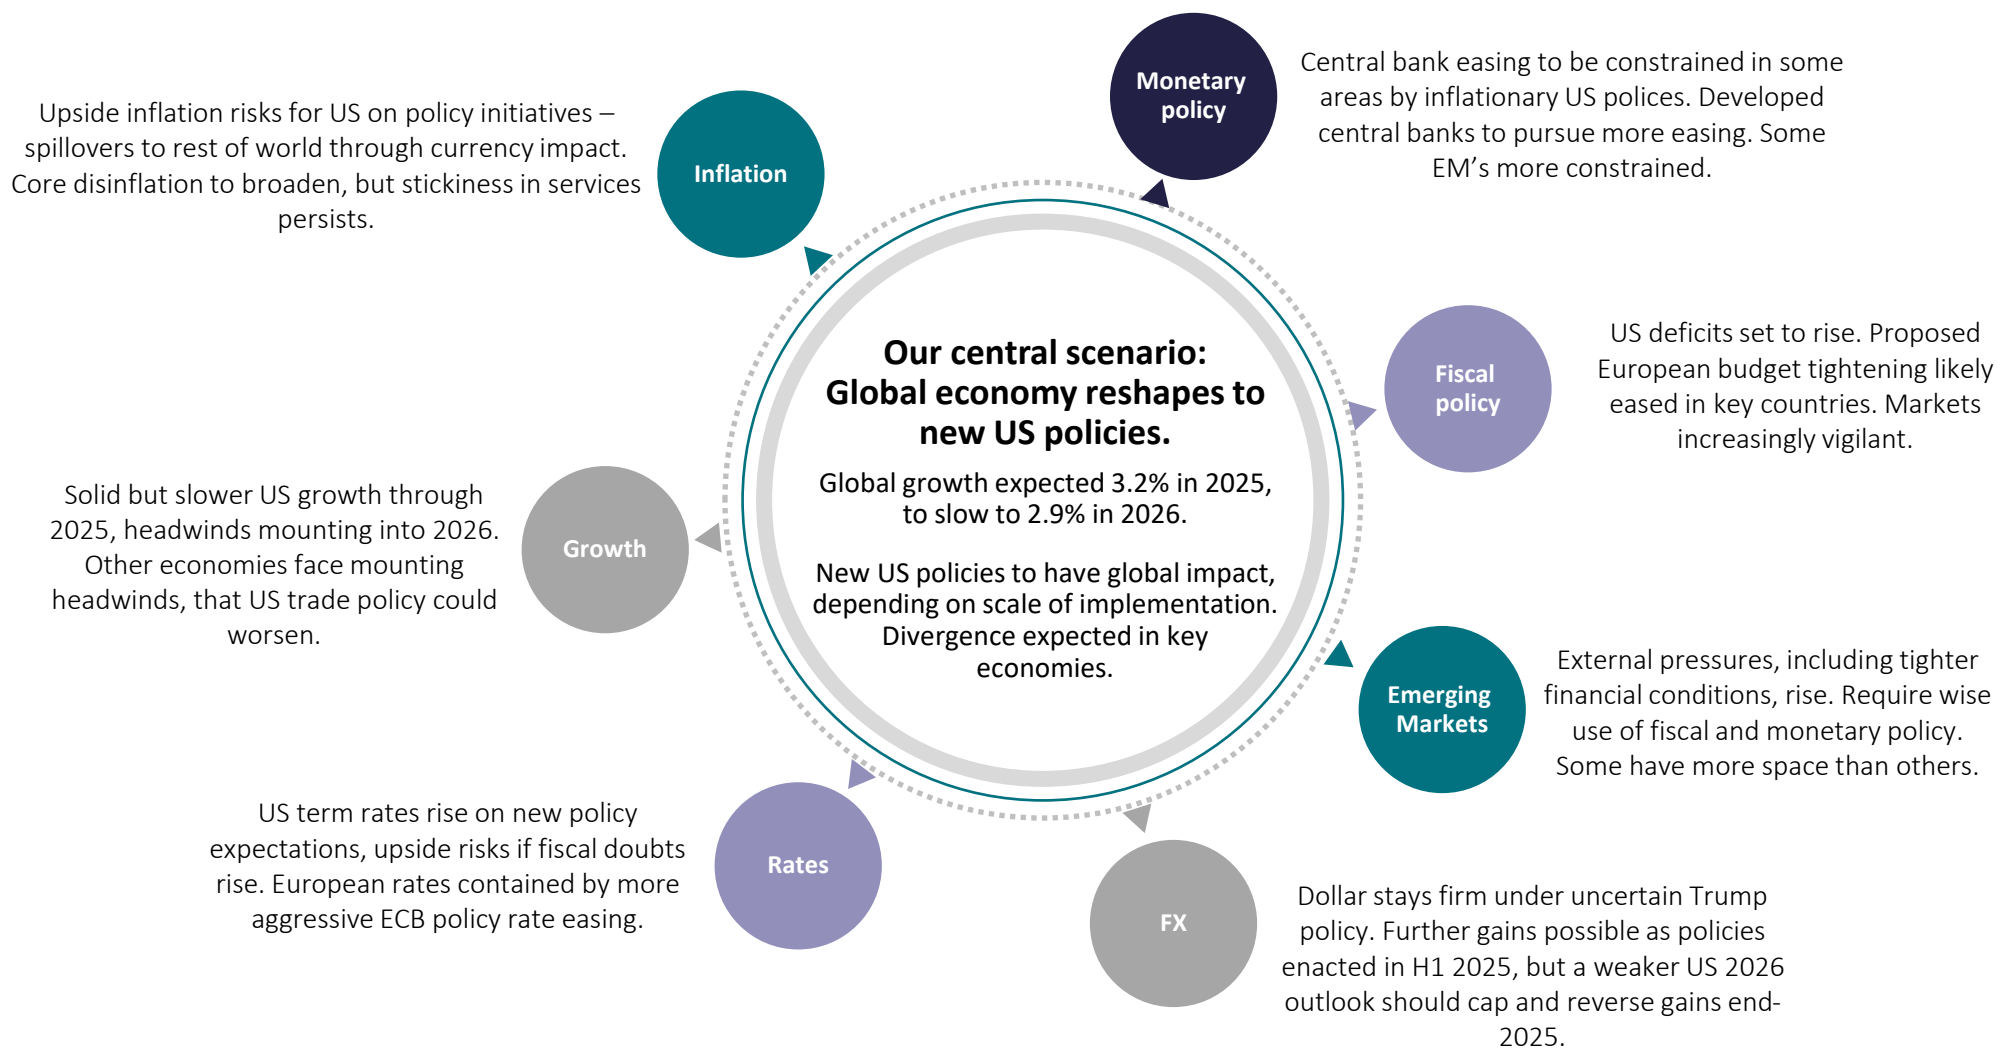 Monetary
policy
Central bank easing to be constrained in some
areas by inflationary US polices. Developed
central banks to pursue more easing. Some
EM’s more constrained.
Upside inflation risks for US on policy initiatives –
spillovers to rest of world through currency impact.
Core disinflation to broaden, but stickiness in services
persists.
Inflation
Our central scenario:
Global economy reshapes to
new US policies.
Global growth expected 3.2% in 2025,
to slow to 2.9% in 2026.
New US policies to have global impact,
depending on scale of implementation.
Divergence expected in key
economies.
Fiscal
policy
US deficits set to rise. Proposed
European budget tightening likely
eased in key countries. Markets
increasingly vigilant.
Solid but slower US growth through
2025, headwinds mounting into 2026.
Other economies face mounting
headwinds, that US trade policy could
worsen.
Growth
Emerging
Markets
External pressures, including tighter
financial conditions, rise. Require wise
use of fiscal and monetary policy.
Some have more space than others.
US term rates rise on new policy
expectations, upside risks if fiscal doubts
rise. European rates contained by more
aggressive ECB policy rate easing.
Rates
FX
Dollar stays firm under uncertain Trump
policy. Further gains possible as policies
enacted in H1 2025, but a weaker US 2026
outlook should cap and reverse gains end-
2025.